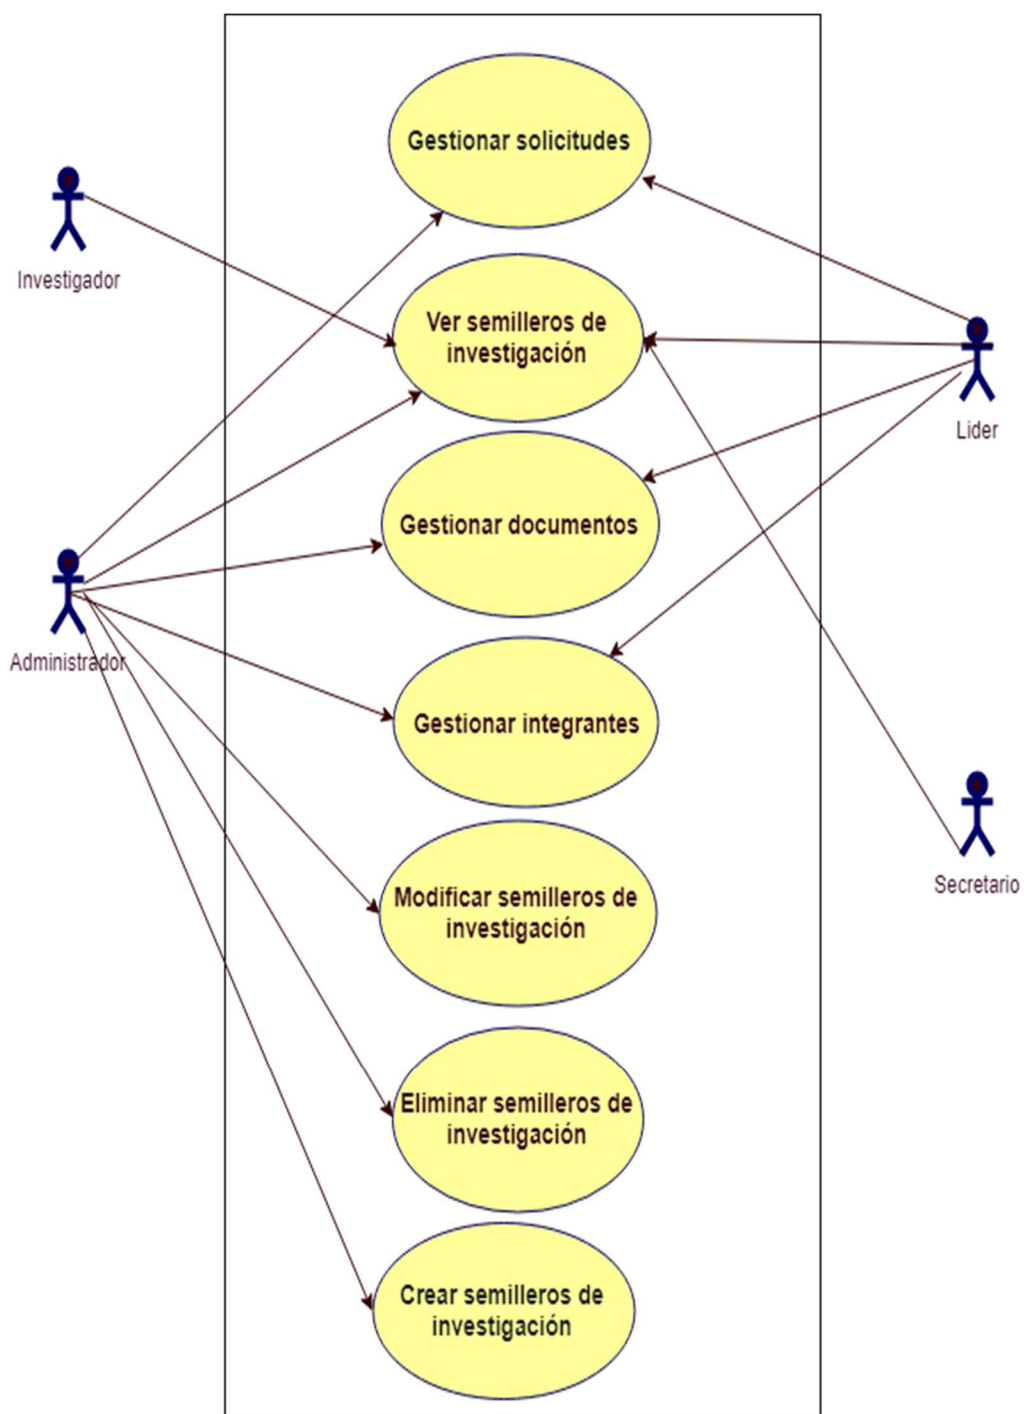 Gestionar solicitudes
Investigador
Ver semilleros de
investigación
Lider
Gestionar documentos
Administrador
Gestionar integrantes
Modificar semilleros de
investigación
Secretario
Eliminar semilleros de
investigación
Crear semilleros de
investigación